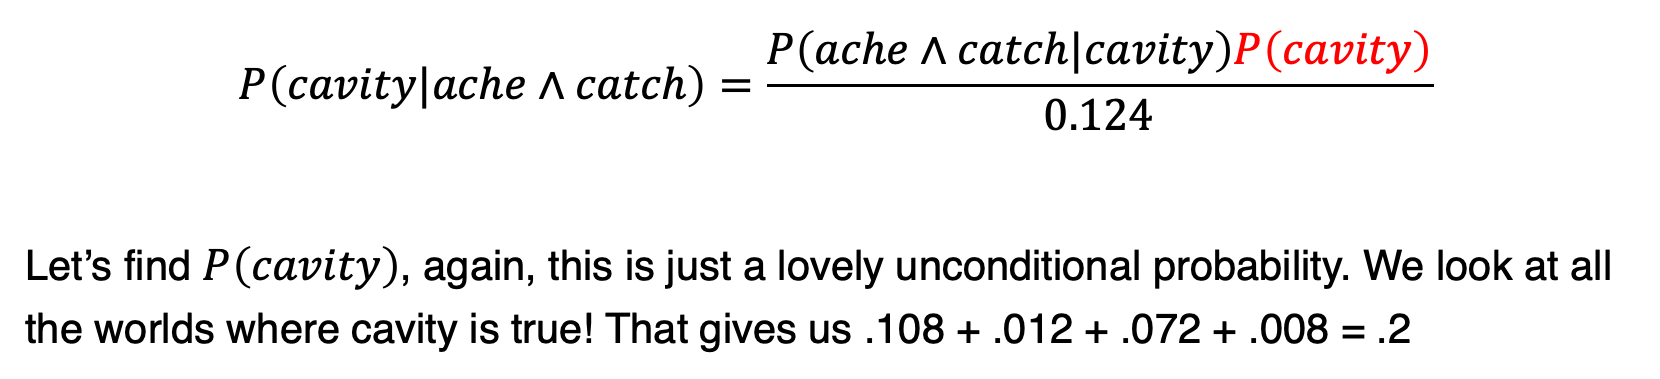 P(cavity|ache ∧ catch) = P(ache ∧ catch|cavity)P(cavity) / 0.124
Let’s find P(cavity), again, this is just a lovely unconditional probability. We look at all
the worlds where cavity is true! That gives us .108 + .012 + .072 + .008 = .2